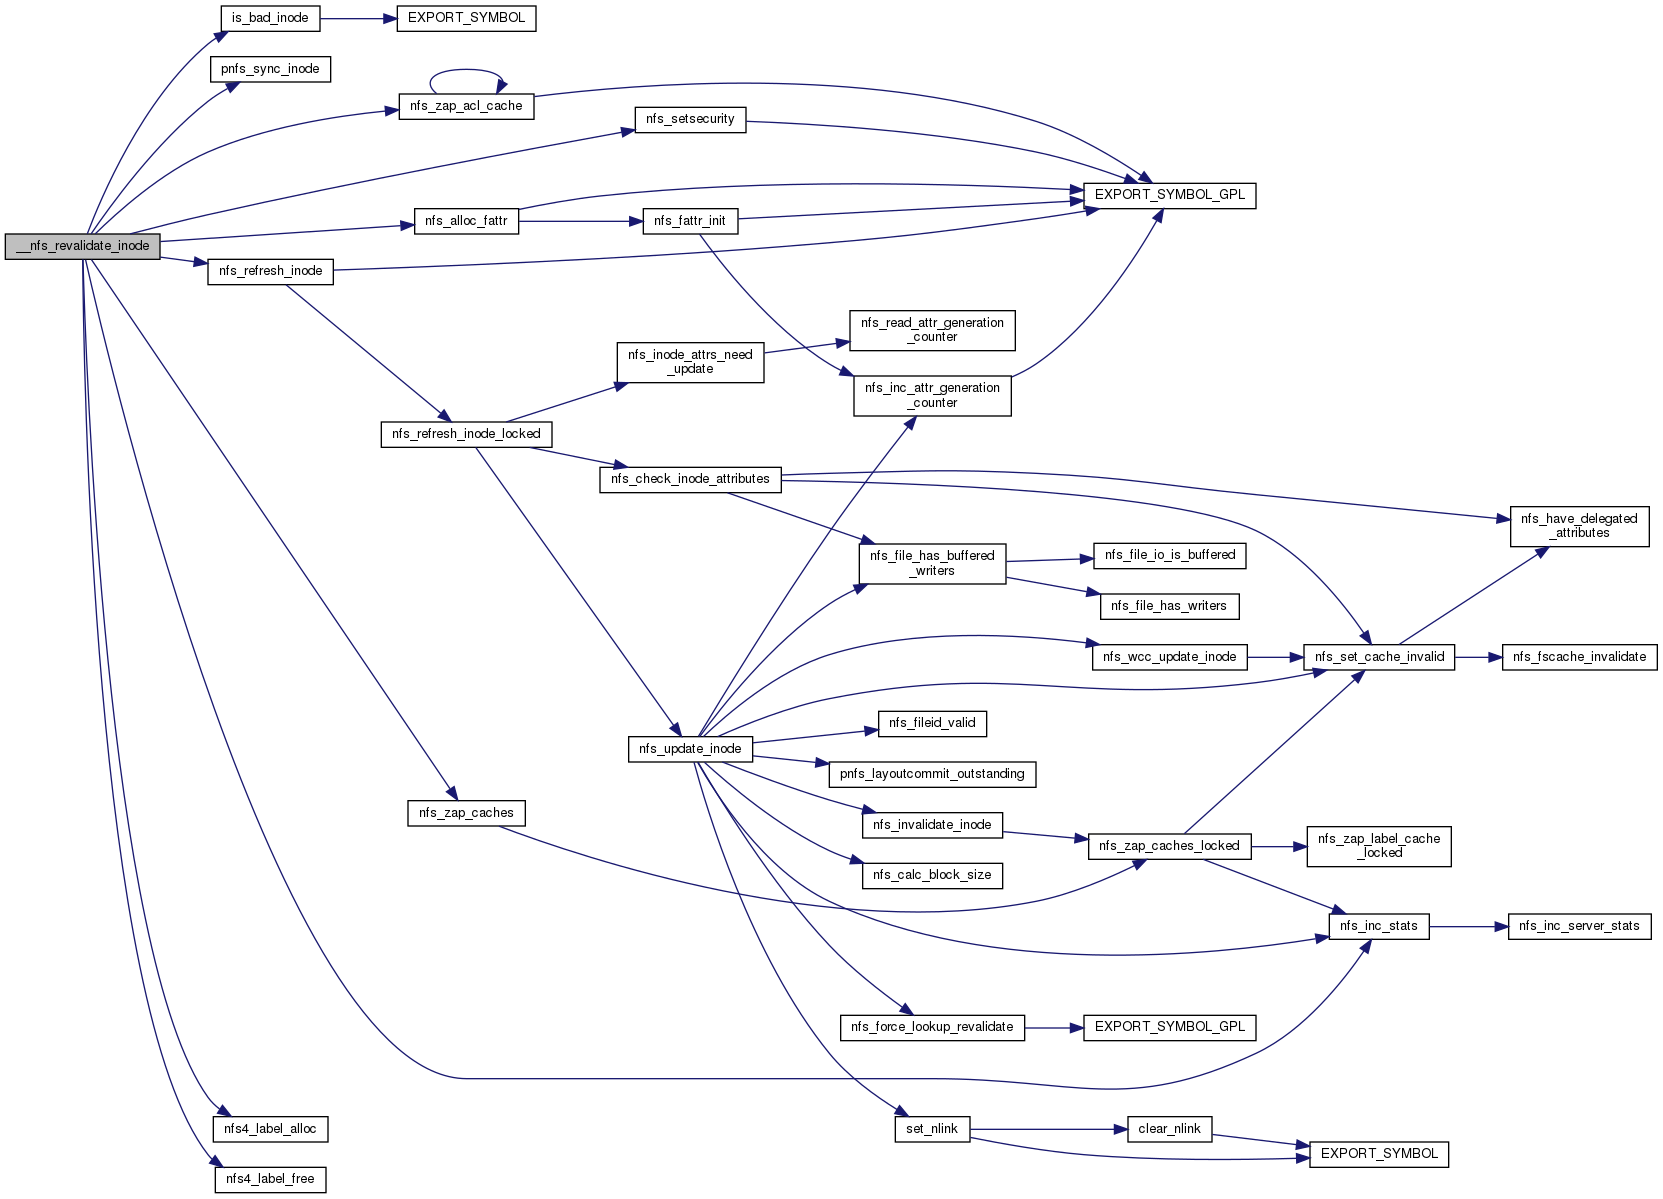 is_bad_inode
EXPORT_SYMBOL
pnfs_sync_inode
nfs_zap_acl_cache
nfs_setsecurity
EXPORT_SYMBOL_GPL
nfs_alloc_fattr
nfs_fattr_init
__nfs_revalidate_inode
nfs_refresh_inode
nfs_read_attr_generation
_counter
nfs_inode_attrs_need
_update
nfs_inc_attr_generation
_counter
nfs_refresh_inode_locked
nfs_check_inode_attributes
nfs_have_delegated
_attributes
nfs_file_has_buffered
_writers
nfs_file_io_is_buffered
nfs_file_has_writers
nfs_wcc_update_inode
nfs_set_cache_invalid
nfs_fscache_invalidate
nfs_fileid_valid
nfs_update_inode
pnfs_layoutcommit_outstanding
nfs_zap_caches
nfs_invalidate_inode
nfs_zap_caches_locked
nfs_zap_label_cache
_locked
nfs_calc_block_size
nfs_inc_stats
nfs_inc_server_stats
nfs_force_lookup_revalidate
EXPORT_SYMBOL_GPL
nfs4_label_alloc
set_nlink
clear_nlink
EXPORT_SYMBOL
nfs4_label_free